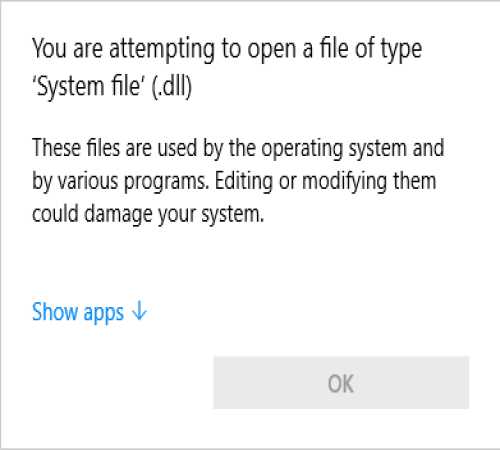 You are attempting to open a file of type
‘System file’ (.dll)
These files are used by the operating system and
by various programs. Editing or modifying them
could damage your system.
Show apps ↓
OK